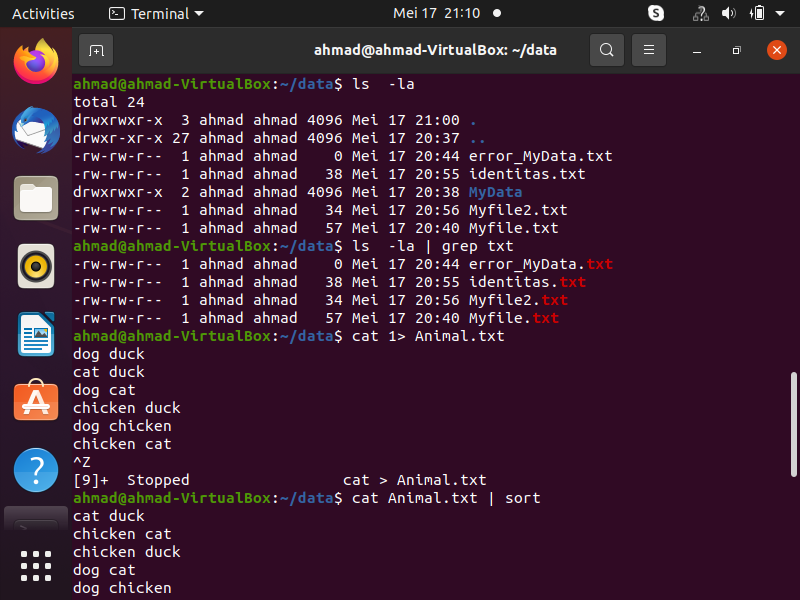 Activities Terminal Mei 17 21:10
ahmad@ahmad-VirtualBox: ~/data
ahmad@ahmad-VirtualBox:~/data$ ls  -la
total 24
drwxrwxr-x  3 ahmad ahmad 4096 Mei 17 21:00 .
drwxr-xr-x 27 ahmad ahmad 4096 Mei 17 20:37 ..
-rw-rw-r--  1 ahmad ahmad    0 Mei 17 20:44 error_MyData.txt
-rw-rw-r--  1 ahmad ahmad   38 Mei 17 20:55 identitas.txt
drwxrwxr-x  2 ahmad ahmad 4096 Mei 17 20:38 MyData
-rw-rw-r--  1 ahmad ahmad   34 Mei 17 20:56 Myfile2.txt
-rw-rw-r--  1 ahmad ahmad   57 Mei 17 20:40 Myfile.txt
ahmad@ahmad-VirtualBox:~/data$ ls  -la | grep txt
-rw-rw-r--  1 ahmad ahmad    0 Mei 17 20:44 error_MyData.txt
-rw-rw-r--  1 ahmad ahmad   38 Mei 17 20:55 identitas.txt
-rw-rw-r--  1 ahmad ahmad   34 Mei 17 20:56 Myfile2.txt
-rw-rw-r--  1 ahmad ahmad   57 Mei 17 20:40 Myfile.txt
ahmad@ahmad-VirtualBox:~/data$ cat 1> Animal.txt
dog duck
cat duck
dog cat
chicken duck
dog chicken
chicken cat
^Z
[9]+  Stopped                 cat > Animal.txt
ahmad@ahmad-VirtualBox:~/data$ cat Animal.txt | sort
cat duck
chicken cat
chicken duck
dog cat
dog chicken